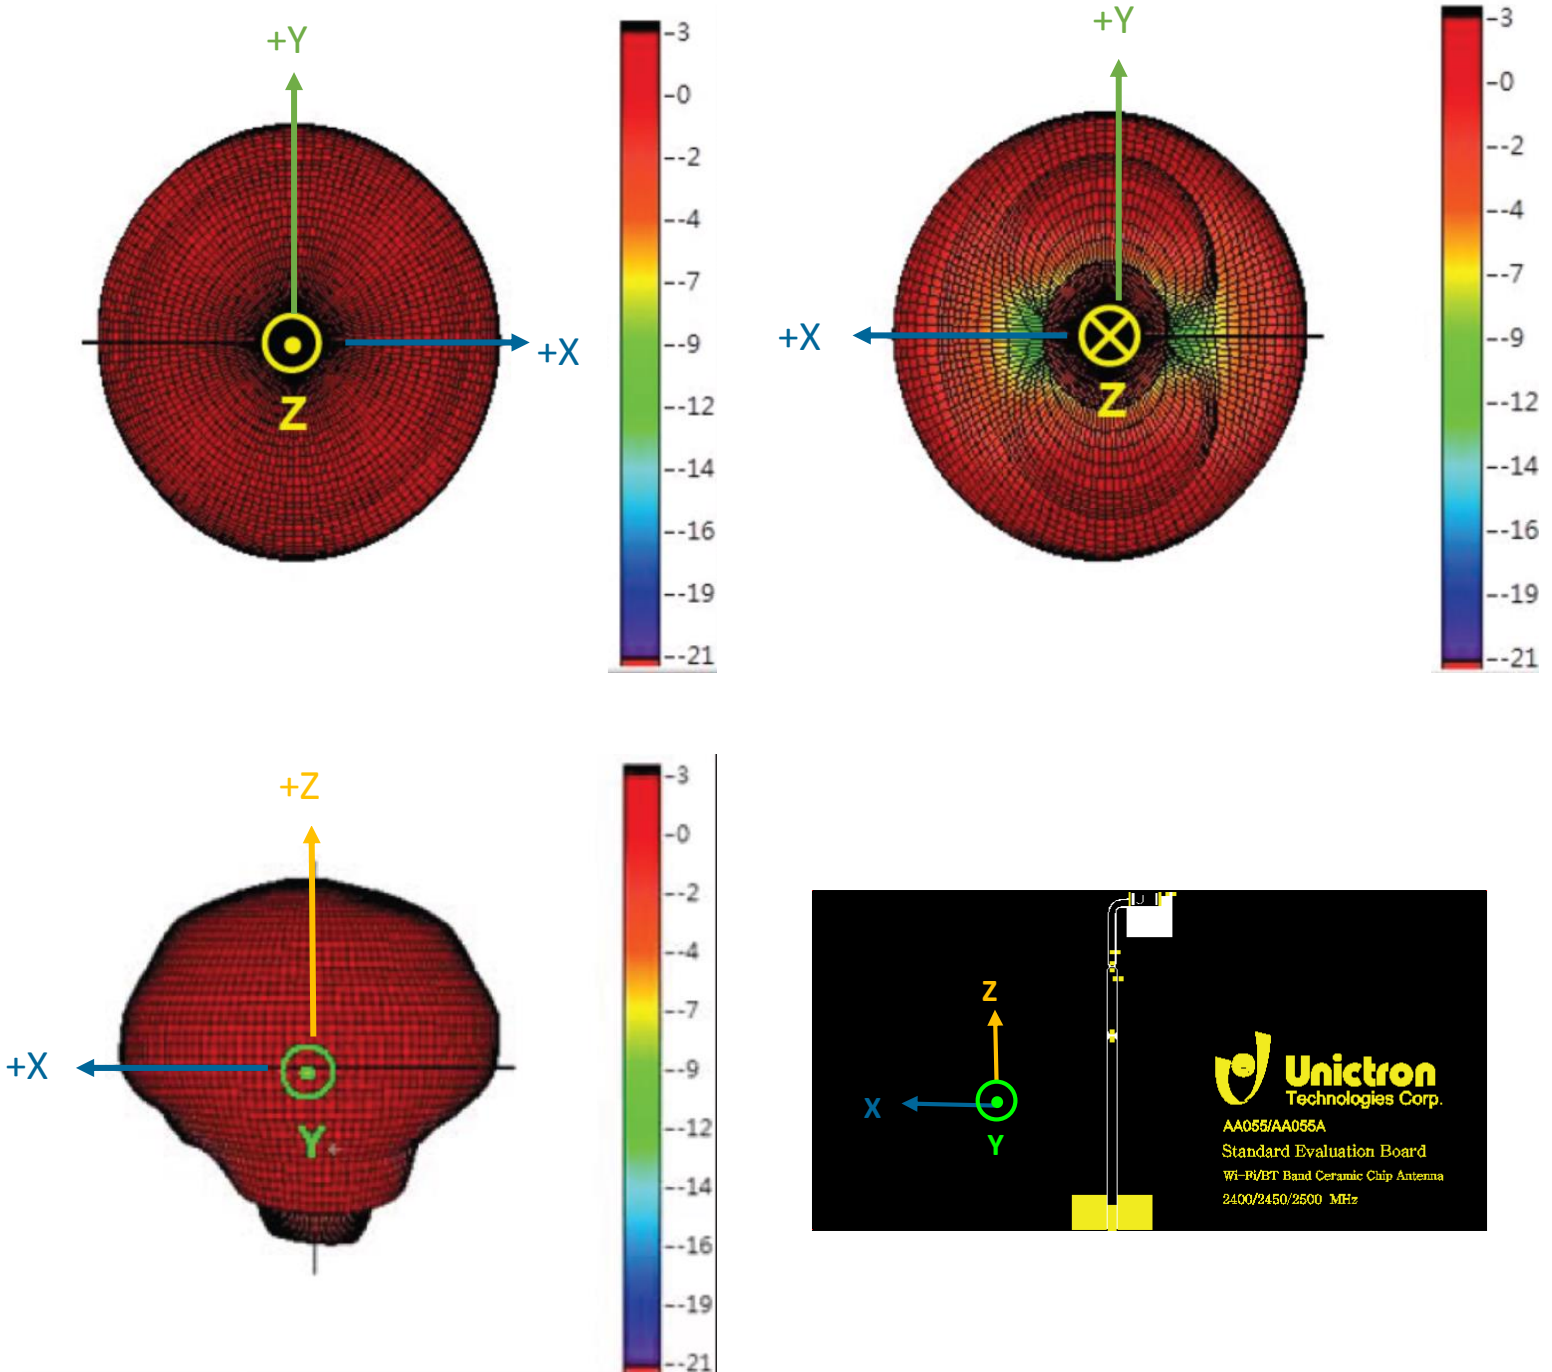 +Y
+X
Z
-3
-0
--2
--4
--7
--9
--12
--14
--16
--19
--21
+Y
+X
Z
-3
-0
--2
--4
--7
--9
--12
--14
--16
--19
--21
+Z
+X
Y
-3
-0
--2
--4
--7
--9
--12
--14
--16
--19
--21
J
Z
X
Y
Unictron
Technologies Corp.
AA055/AA055A
Standard Evaluation Board
Wi-Fi/BT Band Ceramic Chip Antenna
2400/2450/2500 MHz